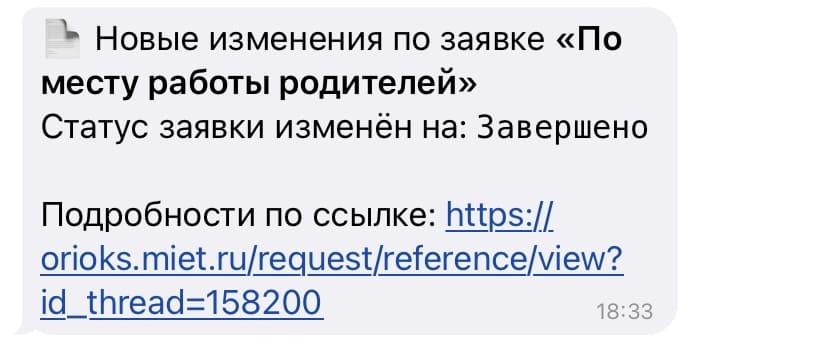 Новые изменения по заявке «По
месту работы родителей»
Статус заявки изменён на: Завершено
Подробности по ссылке: https://
orioks.miet.ru/request/reference/view?
id_thread=158200
18:33